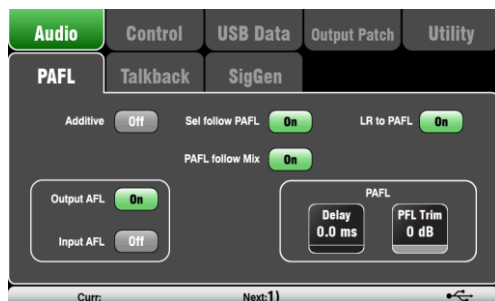 Audio Control USB Data Output Patch Utility
PAFL Talkback SigGen
Additive Off Sel follow PAFL On LR to PAFL On
PAFL follow Mix On
Output AFL On
Input AFL Off
PAFL
Delay 0.0 ms
PFL Trim 0 dB
Curr: Next:1)